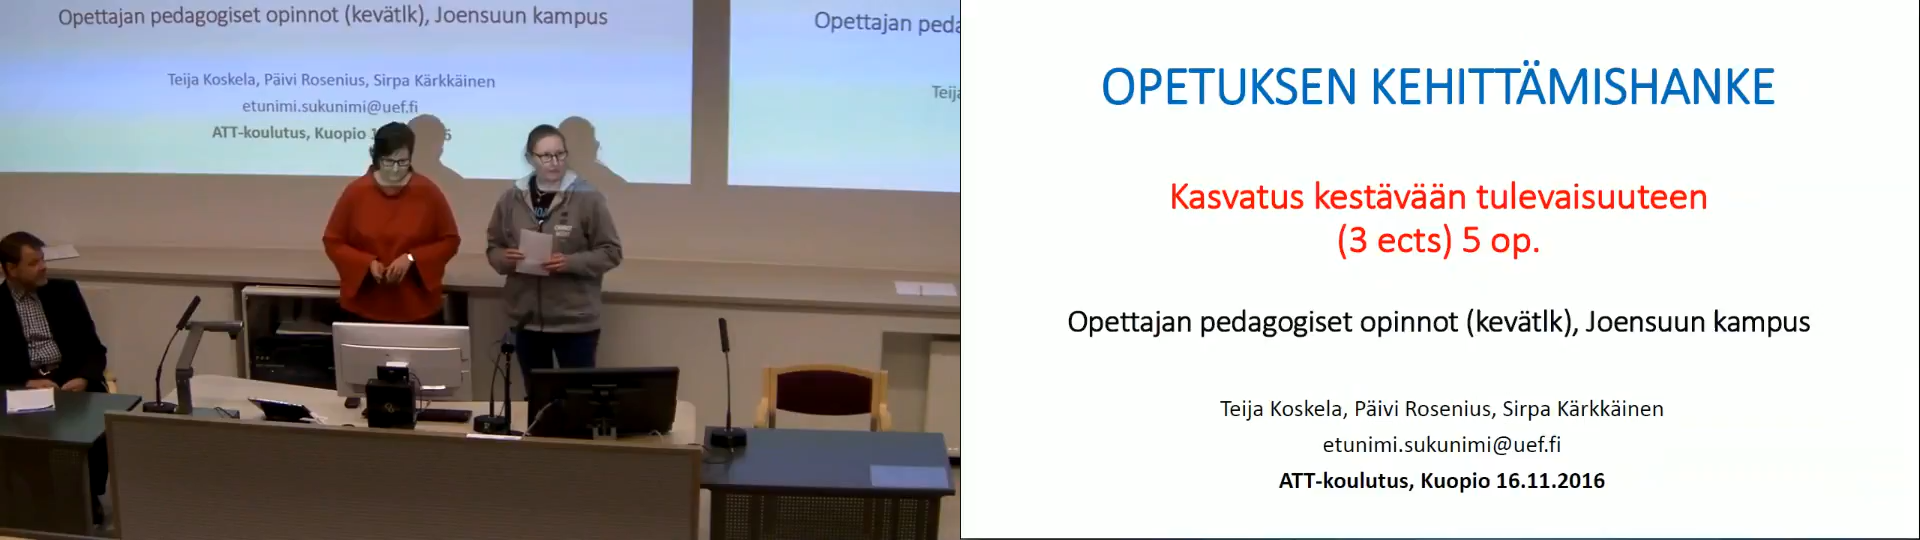 Opettajan pedagogiset opinnot (kevätlk), Joensuun kampus
Teija Koskela, Päivi Rosenius, Sirpa Kärkkäinen
etunimi.sukunimi@uef.fi
ATT-koulutus, Kuopio
Opettajan
OPETUKSEN KEHITTÄMISHANKE
Kasvatus kestävään tulevaisuuteen
(3 ects) 5 op.
Opettajan pedagogiset opinnot (kevätlk), Joensuun kampus
Teija Koskela, Päivi Rosenius, Sirpa Kärkkäinen
etunimi.sukunimi@uef.fi
ATT-koulutus, Kuopio 16.11.2016